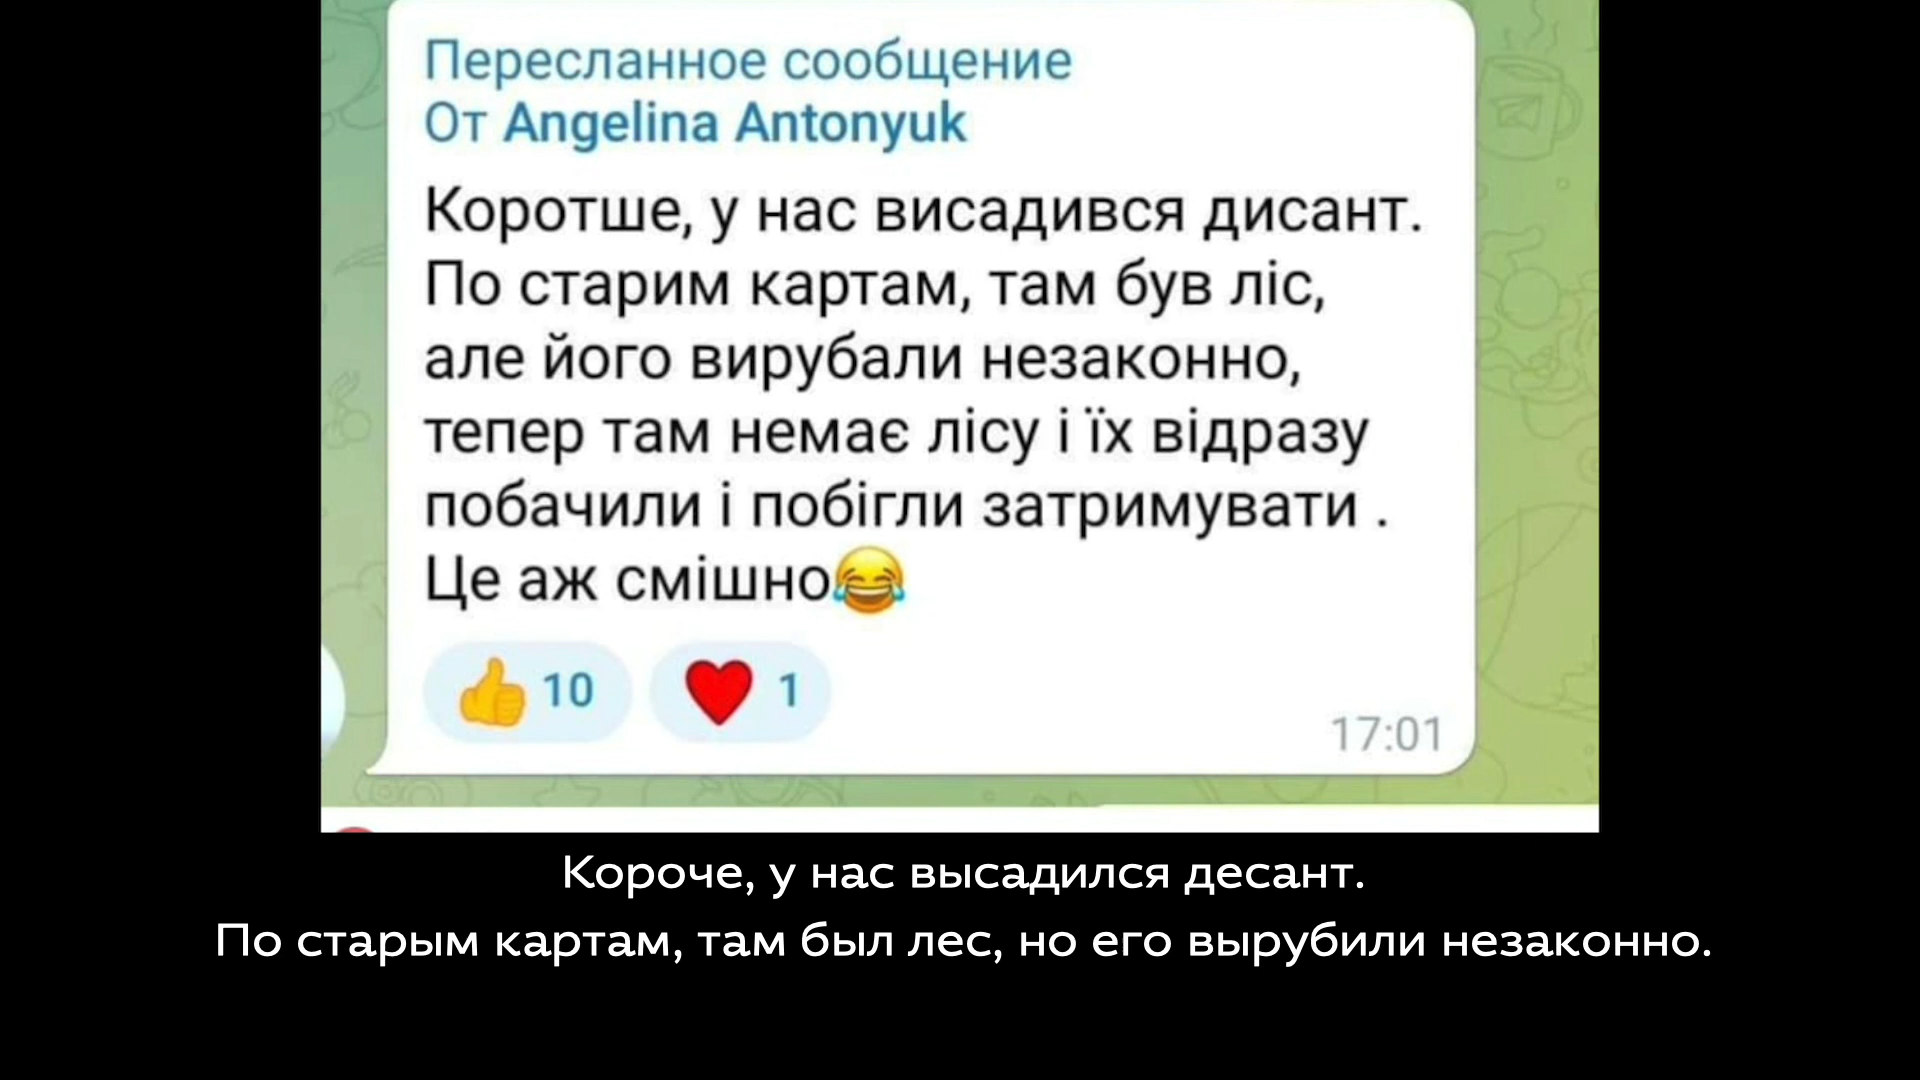 Пересланное сообщение
От Angelina Antonyuk
Коротше, у нас висадився дисант.
По старим картам, там був ліс,
але його вирубали незаконно,
тепер там немає лісу і їх відразу
побачили і побігли затримувати .
Це аж смішно😂
👍 10 ❤️ 1
17:01
Короче, у нас высадился десант.
По старым картам, там был лес, но его вырубили незаконно.